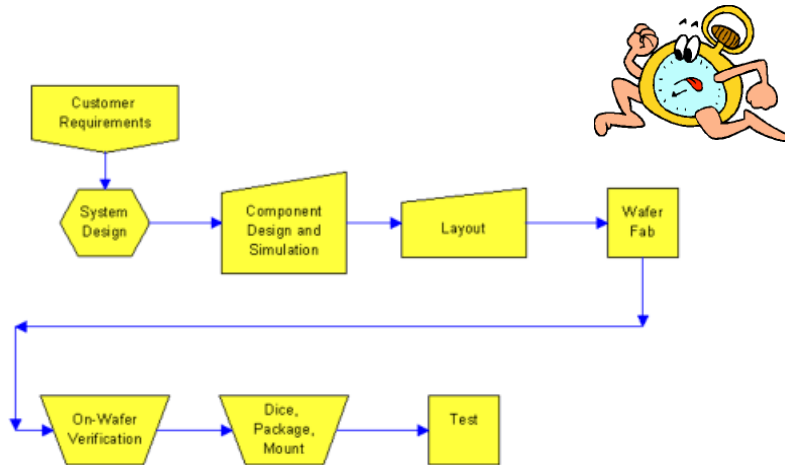 Customer
Requirements
System
Design
Component
Design and
Simulation
Layout
Wafer
Fab
On-Wafer
Verification
Dice,
Package,
Mount
Test